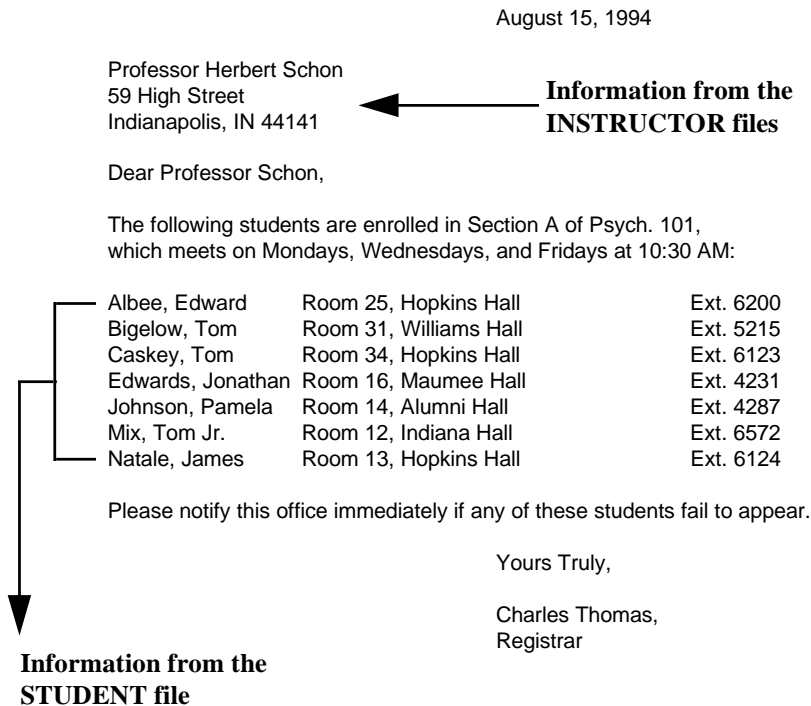 August 15, 1994
Professor Herbert Schon
59 High Street
Indianapolis, IN 44141
Information from the
INSTRUCTOR files
Dear Professor Schon,
The following students are enrolled in Section A of Psych. 101,
which meets on Mondays, Wednesdays, and Fridays at 10:30 AM:
Albee, Edward Room 25, Hopkins Hall Ext. 6200
Bigelow, Tom Room 31, Williams Hall Ext. 5215
Caskey, Tom Room 34, Hopkins Hall Ext. 6123
Edwards, Jonathan Room 16, Maumee Hall Ext. 4231
Johnson, Pamela Room 14, Alumni Hall Ext. 4287
Mix, Tom Jr. Room 12, Indiana Hall Ext. 6572
Natale, James Room 13, Hopkins Hall Ext. 6124
Please notify this office immediately if any of these students fail to appear.
Yours Truly,
Charles Thomas,
Registrar
Information from the
STUDENT file